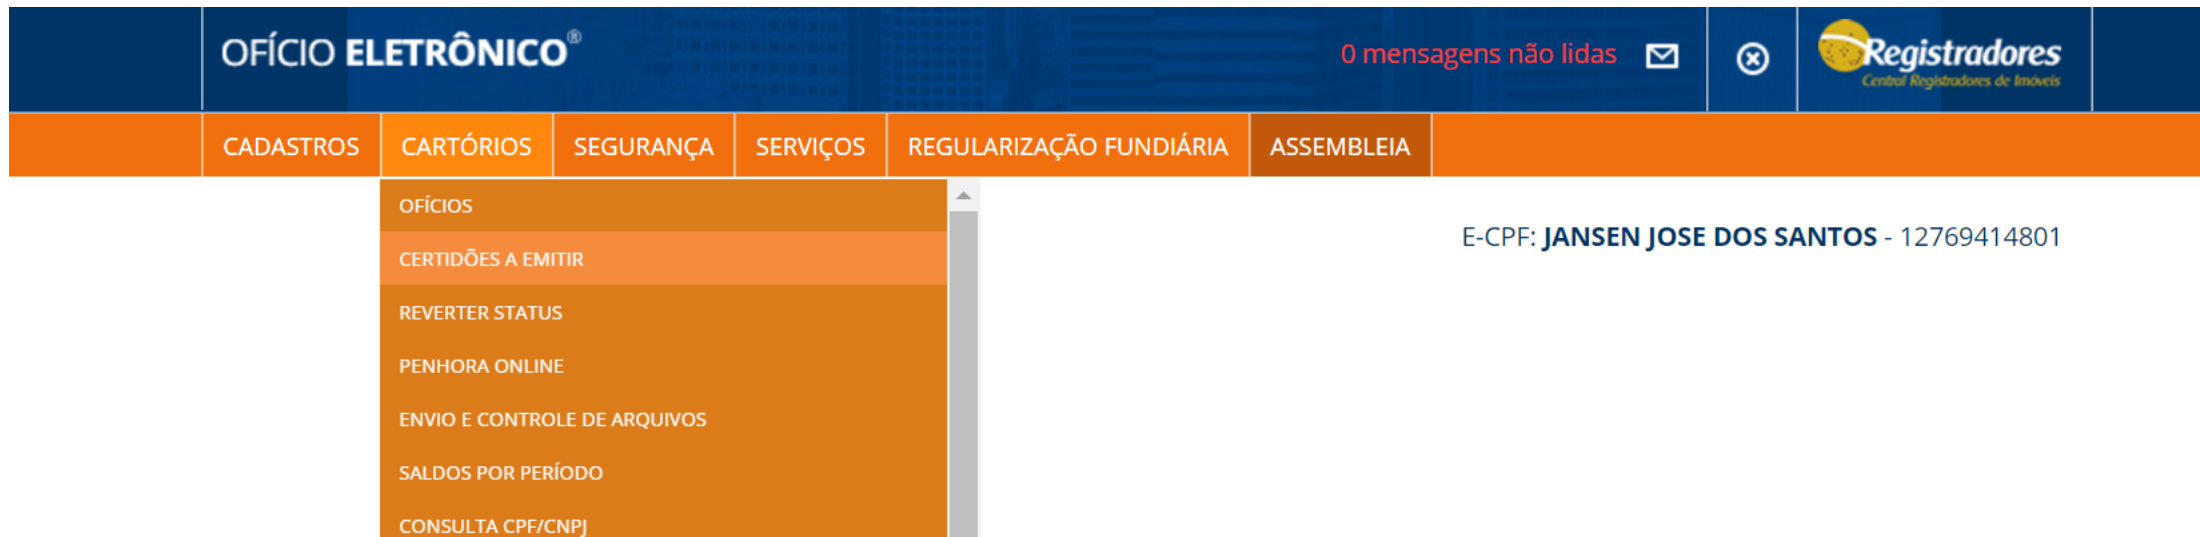 OFÍCIO ELETRÔNICO®
0 mensagens não lidas
Registradores
Central Registradores de Imóveis
CADASTROS CARTÓRIOS SEGURANÇA SERVIÇOS REGULARIZAÇÃO FUNDIÁRIA ASSEMBLEIA
OFÍCIOS
E-CPF: JANSEN JOSE DOS SANTOS - 12769414801
CERTIDÕES A EMITIR
REVERTER STATUS
PENHORA ONLINE
ENVIO E CONTROLE DE ARQUIVOS
SALDOS POR PERÍODO
CONSULTA CPF/CNPJ